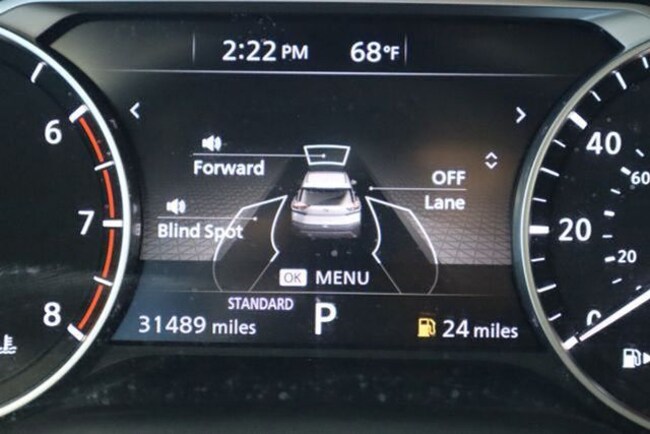 2:22 PM 68°F
Forward
OFF
Lane
Blind Spot
OK MENU
STANDARD
31489 miles P 24 miles
6
7
8
40
60
20
20
0